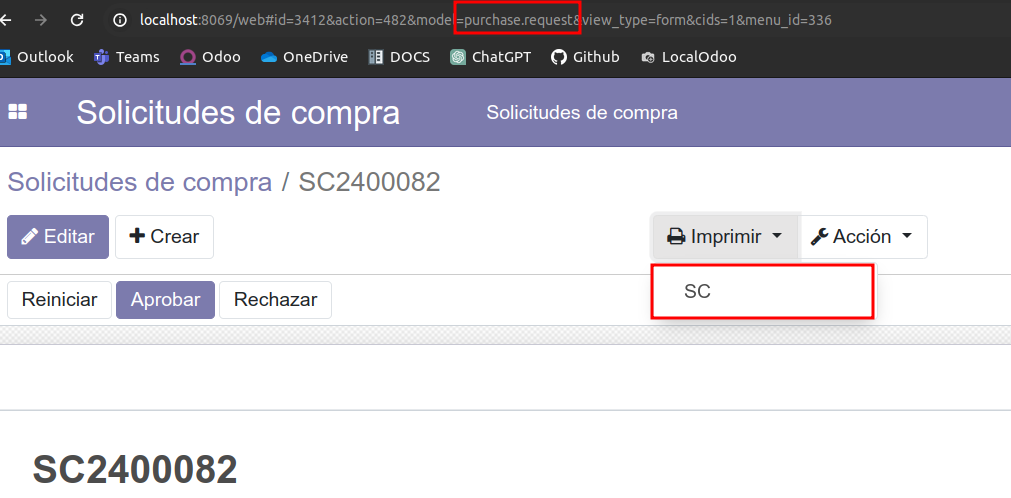 localhost:8069/web#id=3412&action=482&model=purchase.request&view_type=form&cids=1&menu_id=336
Outlook Teams Odoo OneDrive DOCS ChatGPT Github LocalOdoo
Solicitudes de compra Solicitudes de compra
Solicitudes de compra / SC2400082
Editar Crear Imprimir Acción
SC
Reiniciar Aprobar Rechazar
SC2400082